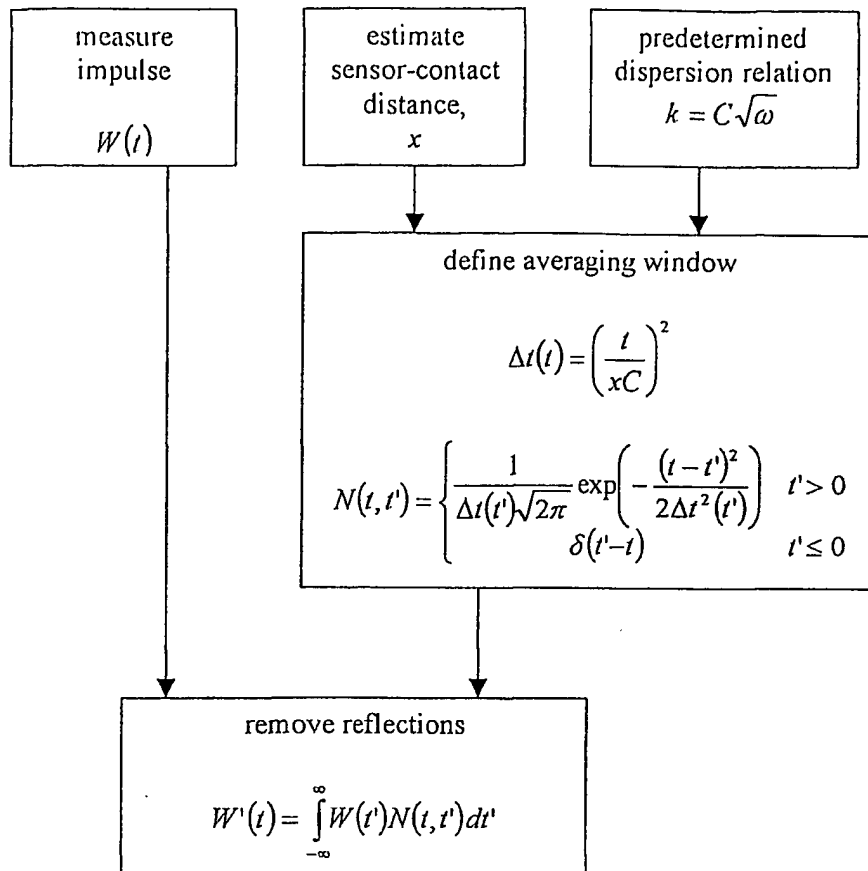 measure
impulse
W(t)
estimate
sensor-contact
distance,
x
predetermined
dispersion relation
k = C√ω
define averaging window
Δt(t) = (t / xC)²
N(t, t') = { 1 / (Δt(t')√2π) exp(−(t − t')² / 2Δt²(t')) t' > 0
δ(t'−t) t' ≤ 0
remove reflections
W'(t) = ∫_{−∞}^{∞} W(t')N(t, t')dt'